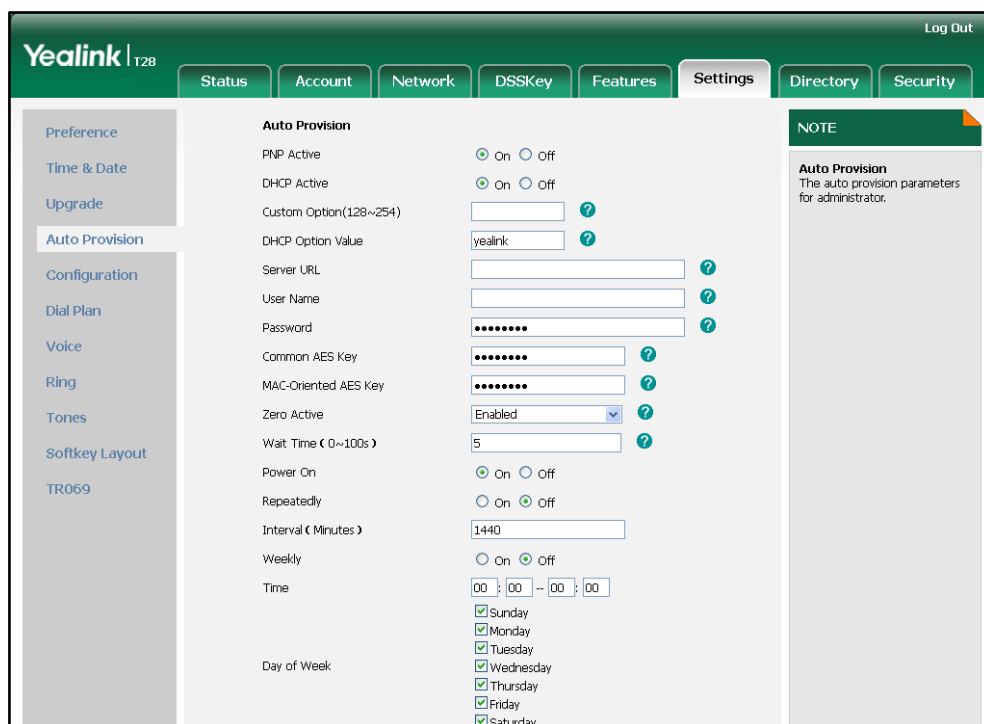 Log Out
Yealink | T28
Status Account Network DSSKey Features Settings Directory Security
Preference
Time & Date
Upgrade
Auto Provision
Configuration
Dial Plan
Voice
Ring
Tones
Softkey Layout
TR069
Auto Provision
PNP Active On Off
DHCP Active On Off
Custom Option(128~254) ?
DHCP Option Value yealink ?
Server URL ?
User Name ?
Password •••••••• ?
Common AES Key •••••••• ?
MAC-Oriented AES Key •••••••• ?
Zero Active Enabled ?
Wait Time ( 0~100s ) 5 ?
Power On On Off
Repeatedly On Off
Interval ( Minutes ) 1440
Weekly On Off
Time 00 : 00 -- 00 : 00
Sunday
Monday
Tuesday
Day of Week Wednesday
Thursday
Friday
Saturday
NOTE
Auto Provision
The auto provision parameters
for administrator.